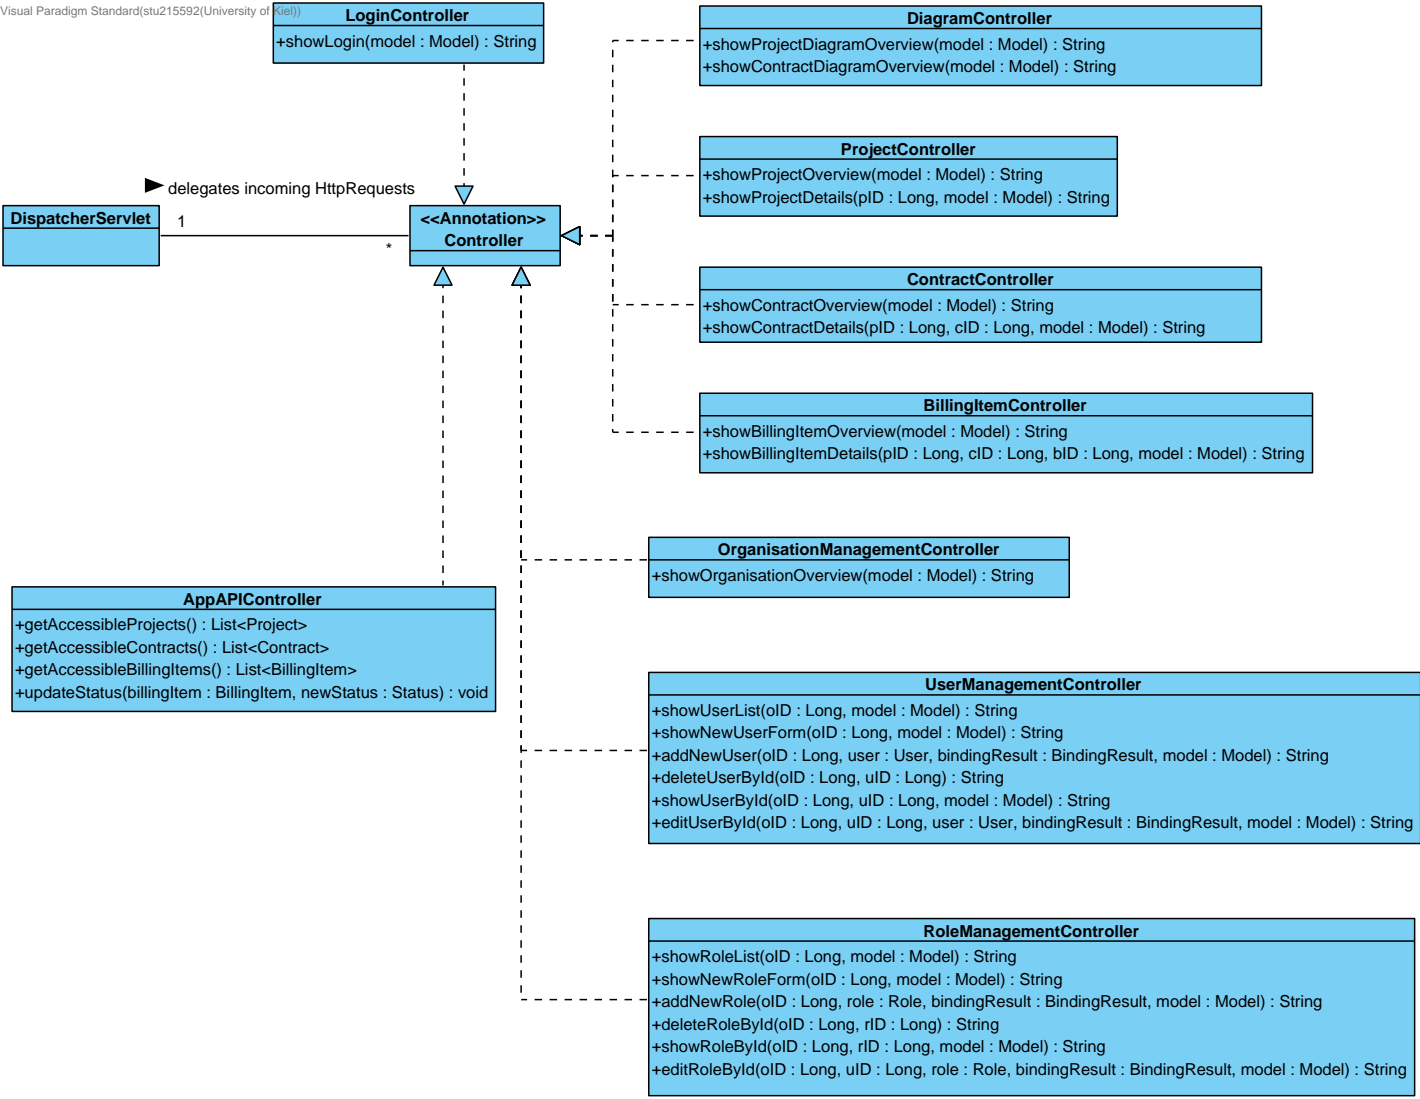 Visual Paradigm Standard(stu215592(University of Kiel))
LoginController
+showLogin(model : Model) : String
DiagramController
+showProjectDiagramOverview(model : Model) : String
+showContractDiagramOverview(model : Model) : String
ProjectController
+showProjectOverview(model : Model) : String
+showProjectDetails(pID : Long, model : Model) : String
delegates incoming HttpRequests
DispatcherServlet
1
*
<<Annotation>>
Controller
ContractController
+showContractOverview(model : Model) : String
+showContractDetails(pID : Long, cID : Long, model : Model) : String
BillingItemController
+showBillingItemOverview(model : Model) : String
+showBillingItemDetails(pID : Long, cID : Long, bID : Long, model : Model) : String
OrganisationManagementController
+showOrganisationOverview(model : Model) : String
AppAPIController
+getAccessibleProjects() : List<Project>
+getAccessibleContracts() : List<Contract>
+getAccessibleBillingItems() : List<BillingItem>
+updateStatus(billingItem : BillingItem, newStatus : Status) : void
UserManagementController
+showUserList(oID : Long, model : Model) : String
+showNewUserForm(oID : Long, model : Model) : String
+addNewUser(oID : Long, user : User, bindingResult : BindingResult, model : Model) : String
+deleteUserById(oID : Long, uID : Long) : String
+showUserById(oID : Long, uID : Long, model : Model) : String
+editUserById(oID : Long, uID : Long, user : User, bindingResult : BindingResult, model : Model) : String
RoleManagementController
+showRoleList(oID : Long, model : Model) : String
+showNewRoleForm(oID : Long, model : Model) : String
+addNewRole(oID : Long, role : Role, bindingResult : BindingResult, model : Model) : String
+deleteRoleById(oID : Long, rID : Long) : String
+showRoleById(oID : Long, rID : Long, model : Model) : String
+editRoleById(oID : Long, uID : Long, role : Role, bindingResult : BindingResult, model : Model) : String